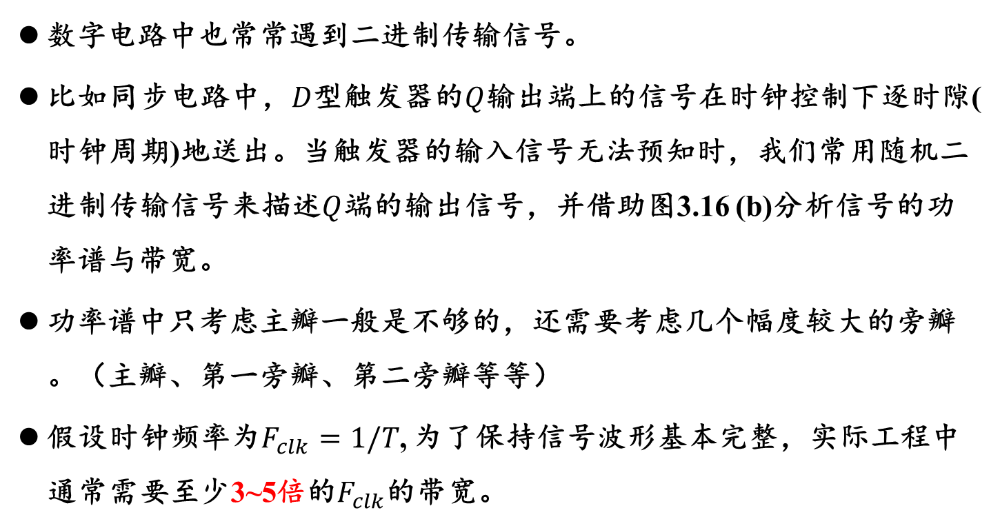 ● 数字电路中也常常遇到二进制传输信号。
● 比如同步电路中，D型触发器的Q输出端上的信号在时钟控制下逐时隙(
时钟周期)地送出。当触发器的输入信号无法预知时，我们常用随机二
进制传输信号来描述Q端的输出信号，并借助图3.16 (b)分析信号的功
率谱与带宽。
● 功率谱中只考虑主瓣一般是不够的，还需要考虑几个幅度较大的旁瓣
。（主瓣、第一旁瓣、第二旁瓣等等）
● 假设时钟频率为F_{clk} = 1/T, 为了保持信号波形基本完整，实际工程中
通常需要至少3~5倍的F_{clk}的带宽。